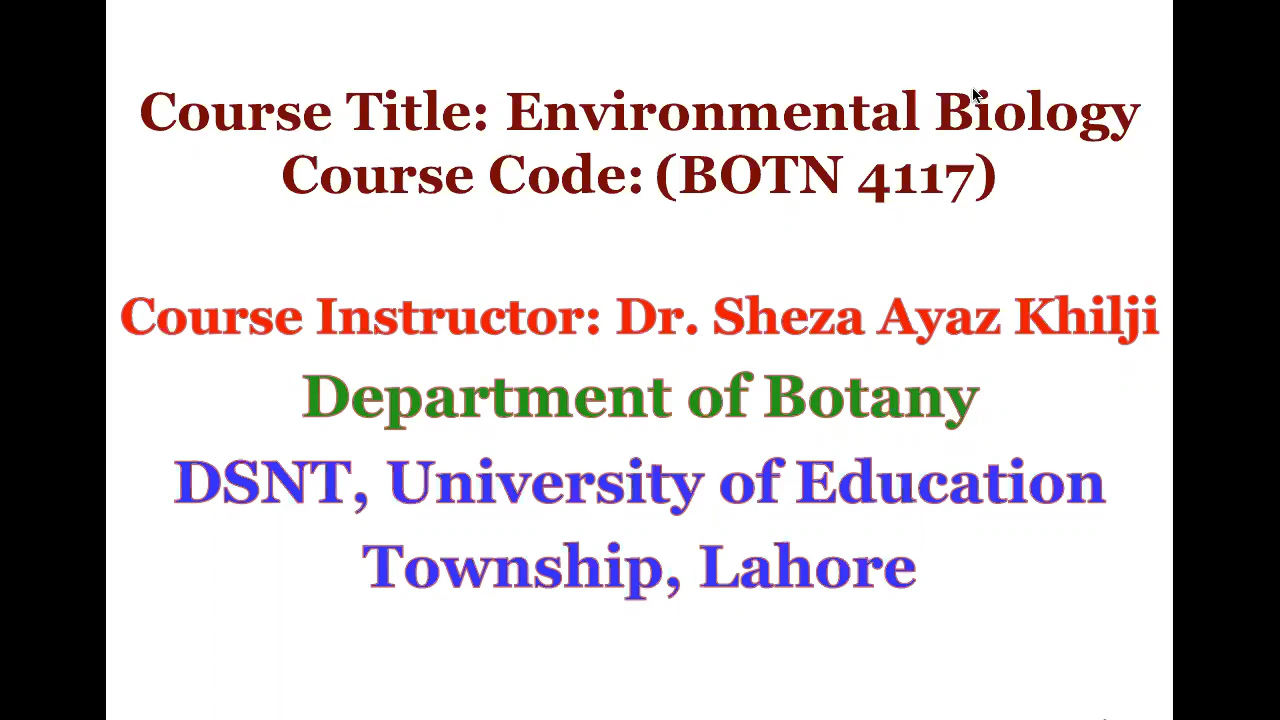 Course Title: Environmental Biology
Course Code: (BOTN 4117)
Course Instructor: Dr. Sheza Ayaz Khilji
Department of Botany
DSNT, University of Education
Township, Lahore